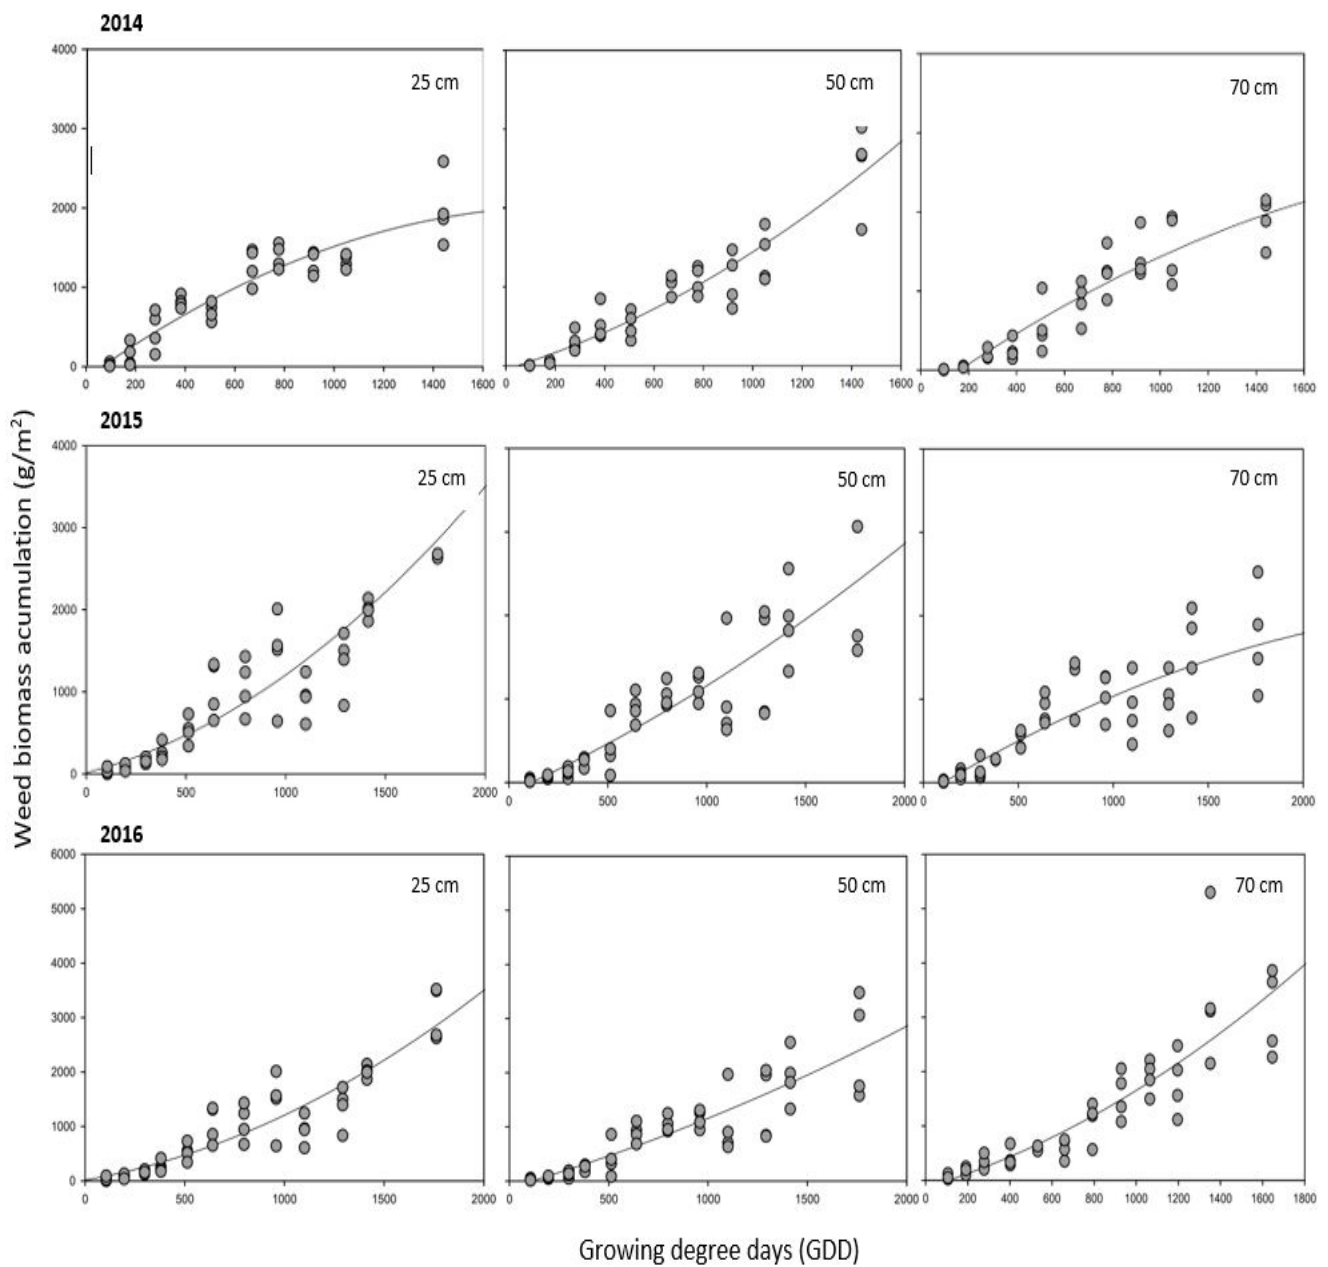 2014
4000
3000
2000
1000
0
25 cm
50 cm
70 cm
0 200 400 600 800 1000 1200 1400 1600
0 200 400 600 800 1000 1200 1400 1600
0 200 400 600 800 1000 1200 1400 1600
2015
4000
3000
2000
1000
0
25 cm
50 cm
70 cm
0 500 1000 1500 2000
0 500 1000 1500 2000
0 500 1000 1500 2000
Weed biomass acumulation (g/m²)
2016
6000
5000
4000
3000
2000
1000
0
25 cm
50 cm
70 cm
0 500 1000 1500 2000
0 500 1000 1500 2000
0 200 400 600 800 1000 1200 1400 1600 1800
Growing degree days (GDD)